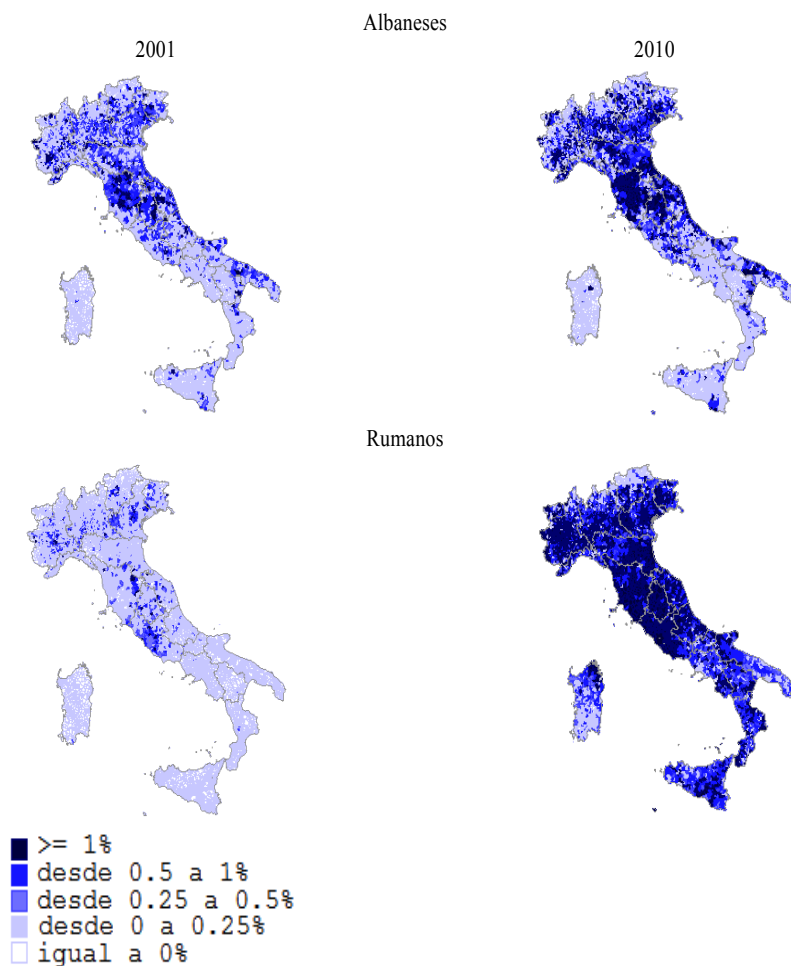 Albaneses
2001
2010
Rumanos
>= 1%
desde 0.5 a 1%
desde 0.25 a 0.5%
desde 0 a 0.25%
igual a 0%